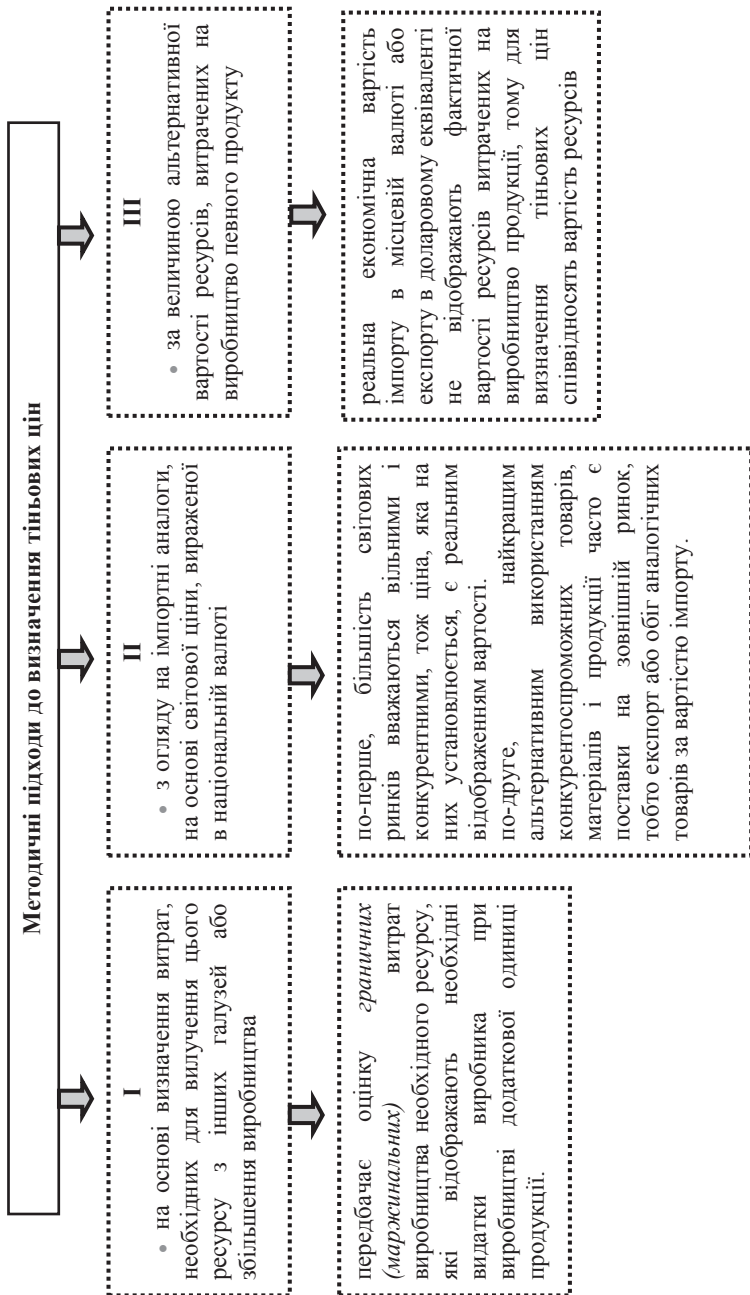 Методичні підходи до визначення тіньових цін
I
• на основі визначення витрат,
необхідних для вилучення цього
ресурсу з інших галузей або
збільшення виробництва
передбачає оцінку граничних
(маржинальних) витрат
виробництва необхідного ресурсу,
які відображають необхідні
видатки виробника при
виробництві додаткової одиниці
продукції.
II
• з огляду на імпортні аналоги,
на основі світової ціни, вираженої
в національній валюті
по-перше, більшість світових
ринків вважаються вільними і
конкурентними, тож ціна, яка на
них установлюється, є реальним
відображенням вартості.
по-друге, найкращим
альтернативним використанням
конкурентоспроможних товарів,
матеріалів і продукції часто є
поставки на зовнішній ринок,
тобто експорт або обіг аналогічних
товарів за вартістю імпорту.
III
• за величиною альтернативної
вартості ресурсів, витрачених на
виробництво певного продукту
реальна економічна вартість
імпорту в місцевій валюті або
експорту в доларовому еквіваленті
не відображають фактичної
вартості ресурсів витрачених на
виробництво продукції, тому для
визначення тіньових цін
співвідносять вартість ресурсів